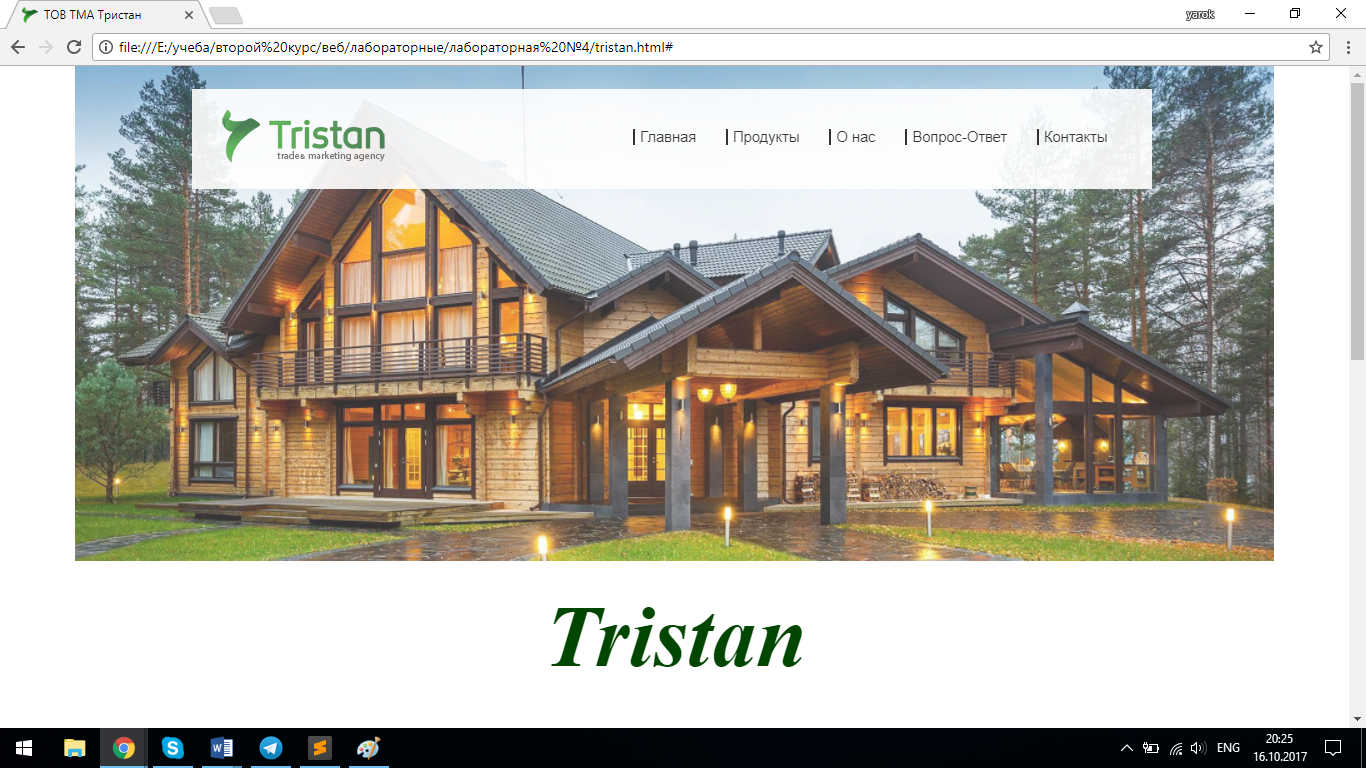 ТОВ ТМА Тристан
yarok
file:///E:/учеба/второй%20курс/веб/лабораторные/лабораторная%20№4/tristan.html#
Tristan
trade& marketing agency
Главная
Продукты
О нас
Вопрос-Ответ
Контакты
Tristan
ENG
20:25
16.10.2017